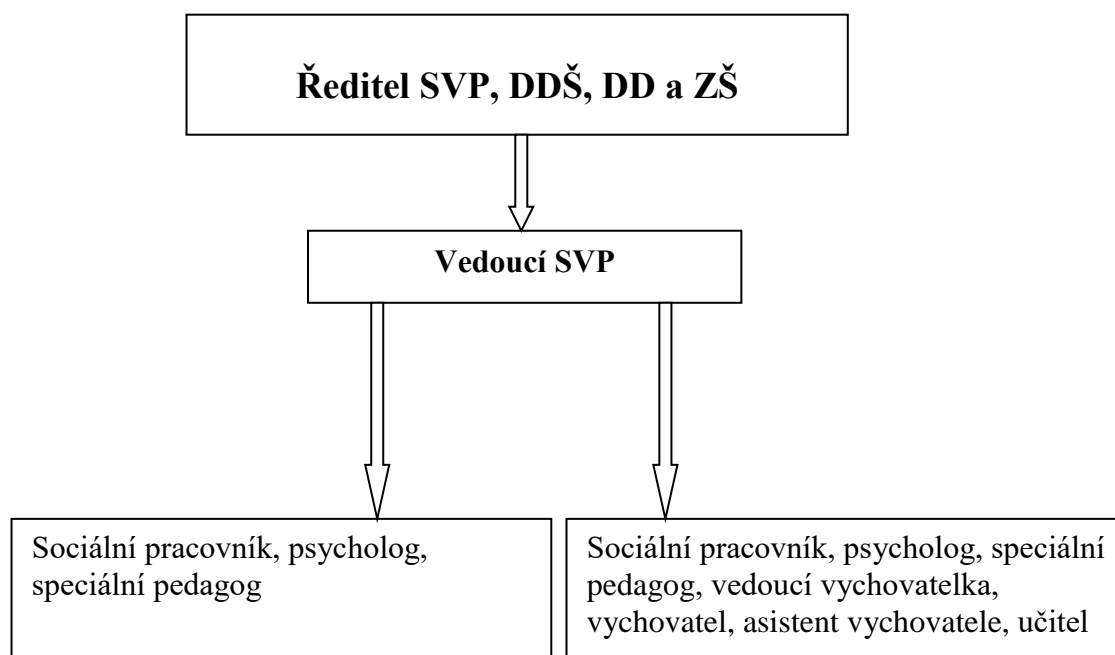 Ředitel SVP, DDŠ, DD a ZŠ
Vedoucí SVP
Sociální pracovník, psycholog,
speciální pedagog
Sociální pracovník, psycholog, speciální
pedagog, vedoucí vychovatelka,
vychovatel, asistent vychovatele, učitel